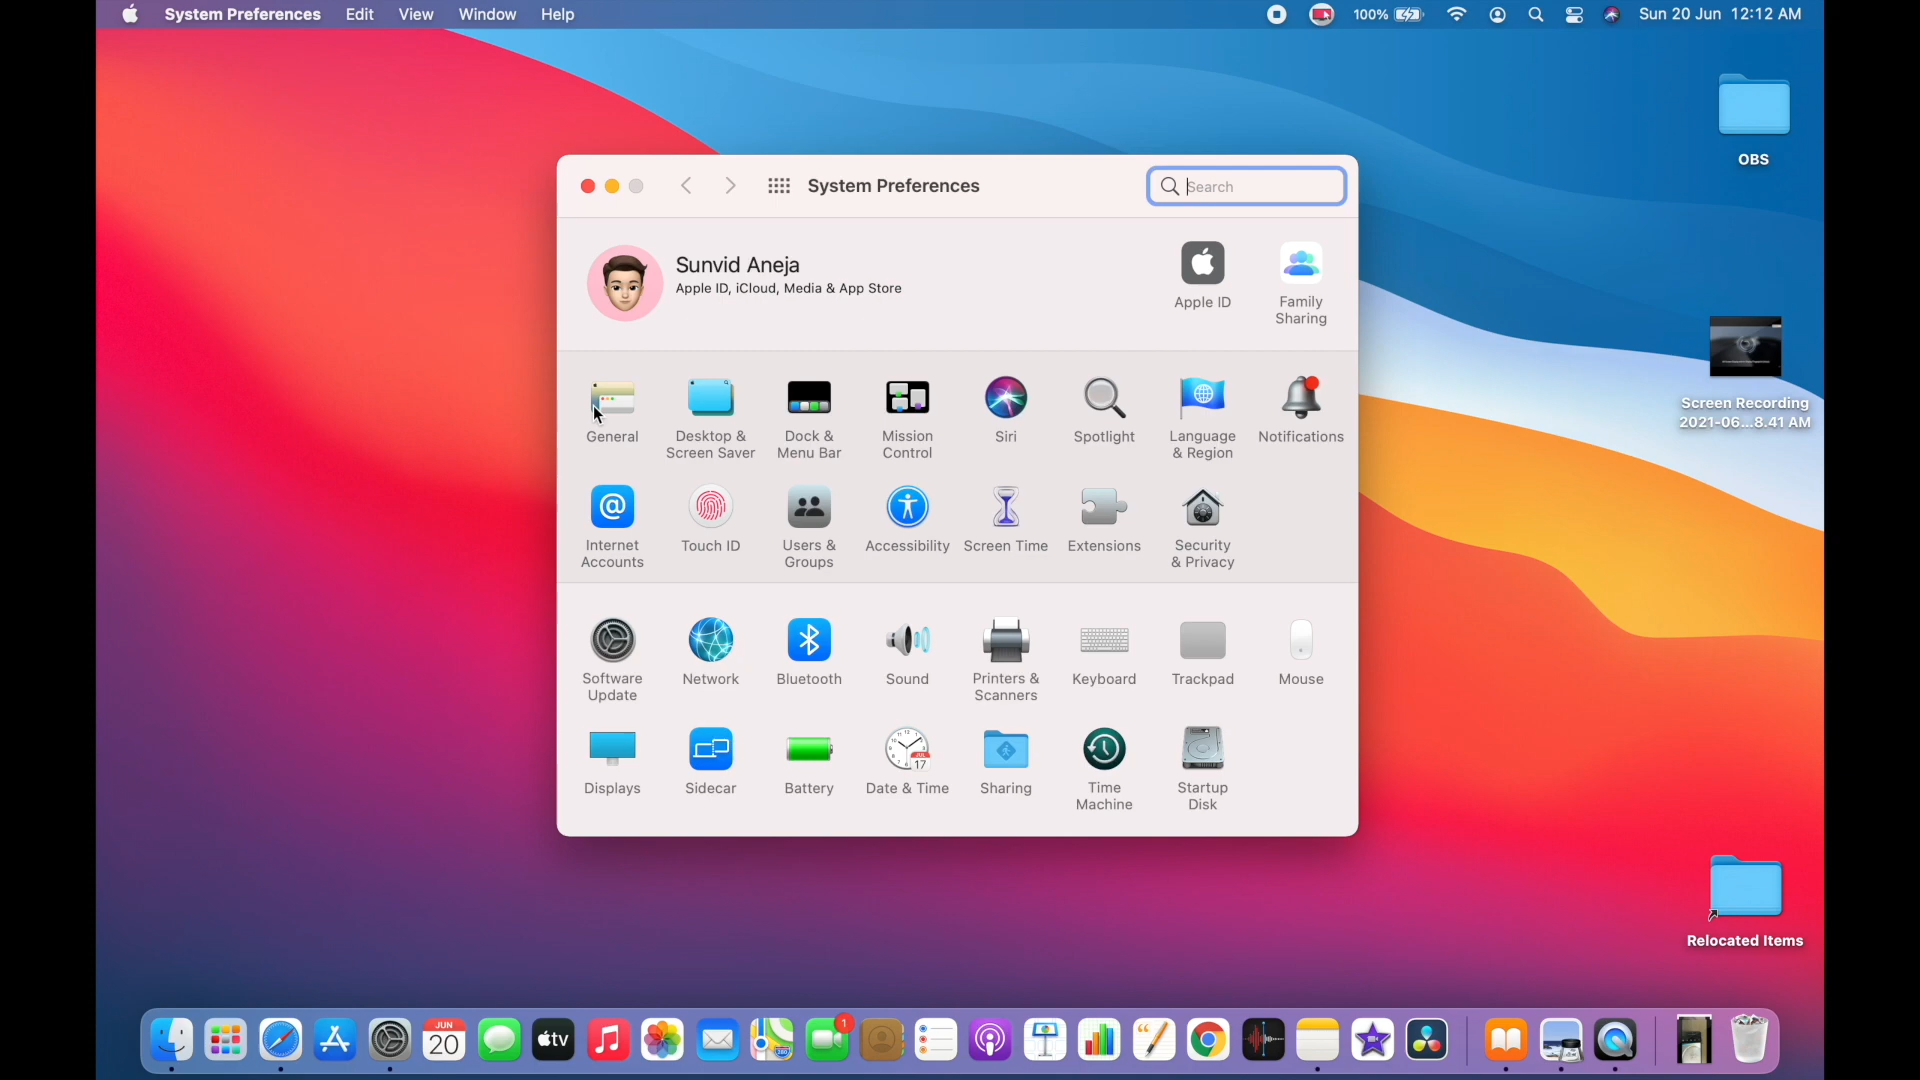 System Preferences Edit View Window Help 100% Sun 20 Jun 12:12 AM
OBS
Screen Recording
2021-06...8.41 AM
Relocated Items
System Preferences
Search
Sunvid Aneja
Apple ID, iCloud, Media & App Store
Apple ID
Family
Sharing
General
Desktop &
Screen Saver
Dock &
Menu Bar
Mission
Control
Siri
Spotlight
Language
& Region
Notifications
Internet
Accounts
Touch ID
Users &
Groups
Accessibility
Screen Time
Extensions
Security
& Privacy
Software
Update
Network
Bluetooth
Sound
Printers &
Scanners
Keyboard
Trackpad
Mouse
Displays
Sidecar
Battery
17
Date & Time
Sharing
Time
Machine
Startup
Disk
JUN
20
tv
1